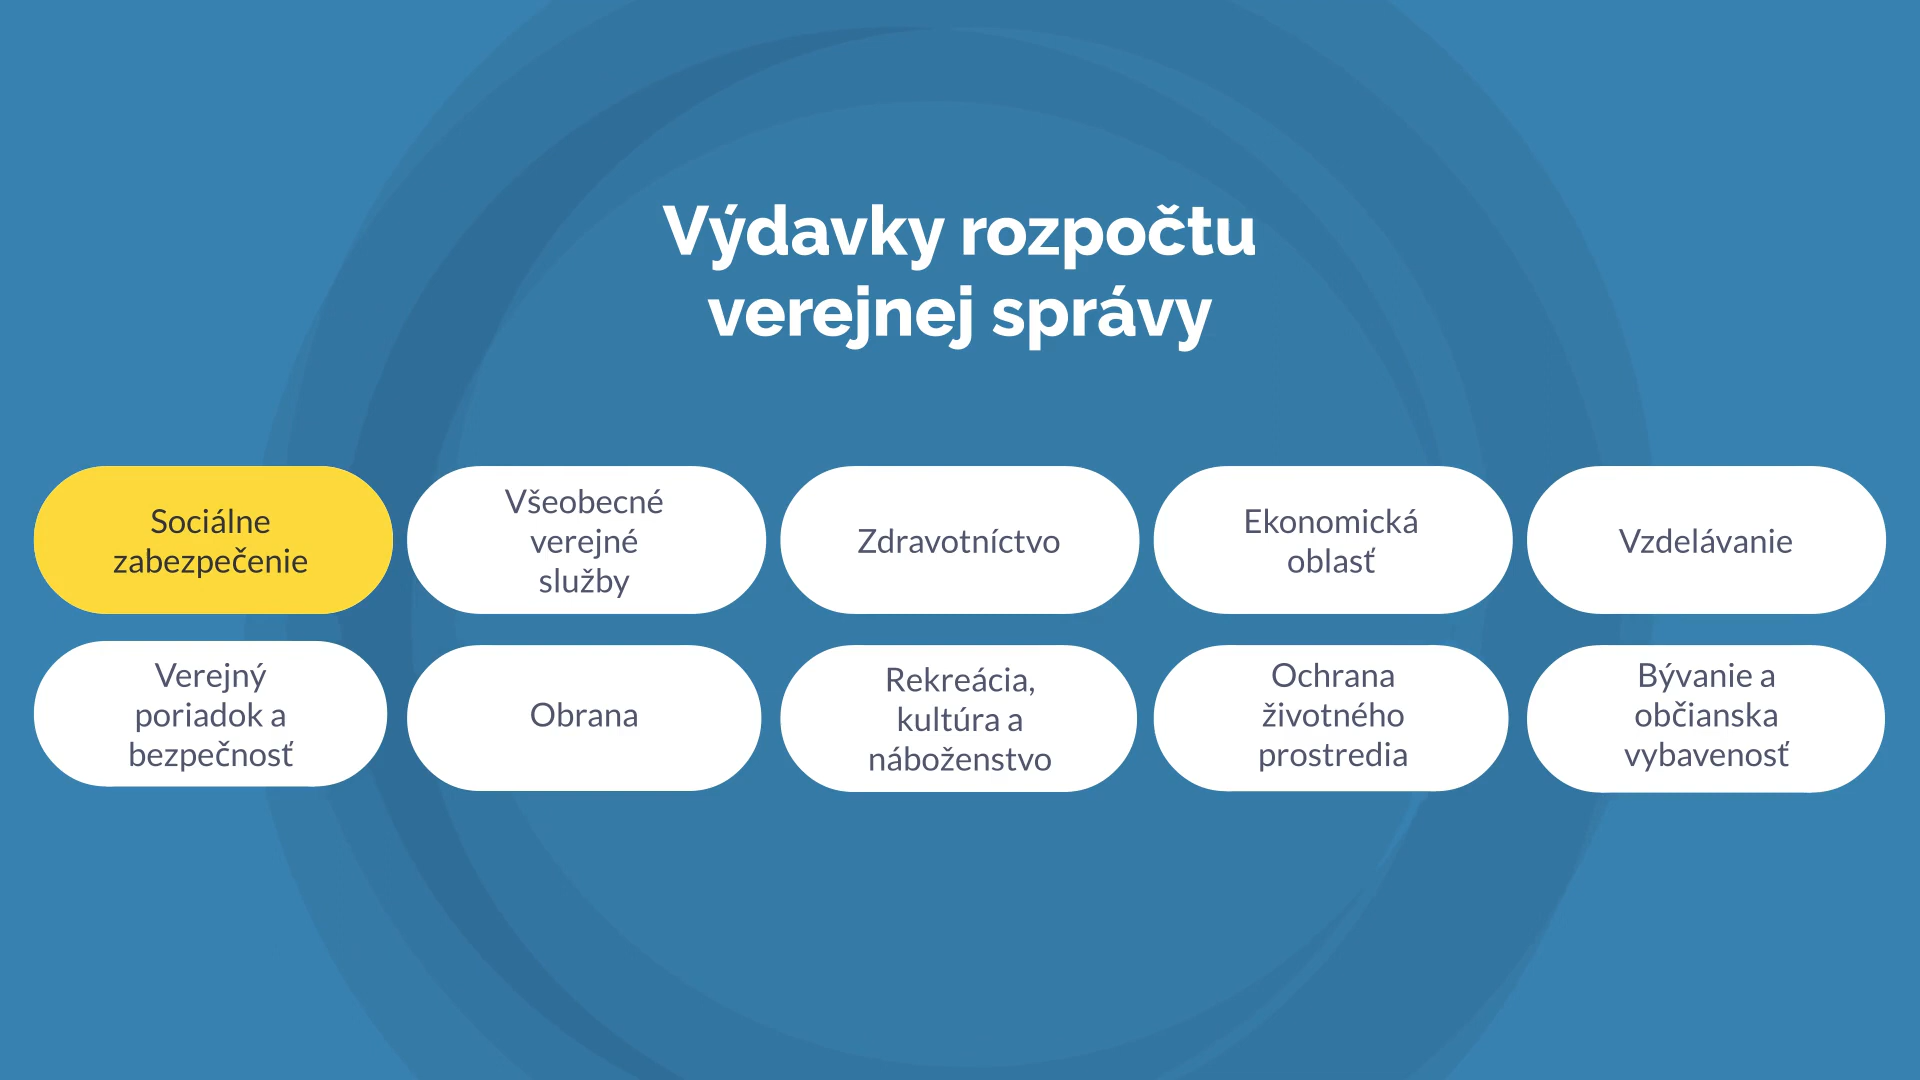 Výdavky rozpočtu
verejnej správy
Sociálne
zabezpečenie
Všeobecné
verejné
služby
Zdravotníctvo
Ekonomická
oblasť
Vzdelávanie
Verejný
poriadok a
bezpečnosť
Obrana
Rekreácia,
kultúra a
náboženstvo
Ochrana
životného
prostredia
Bývanie a
občianska
vybavenosť